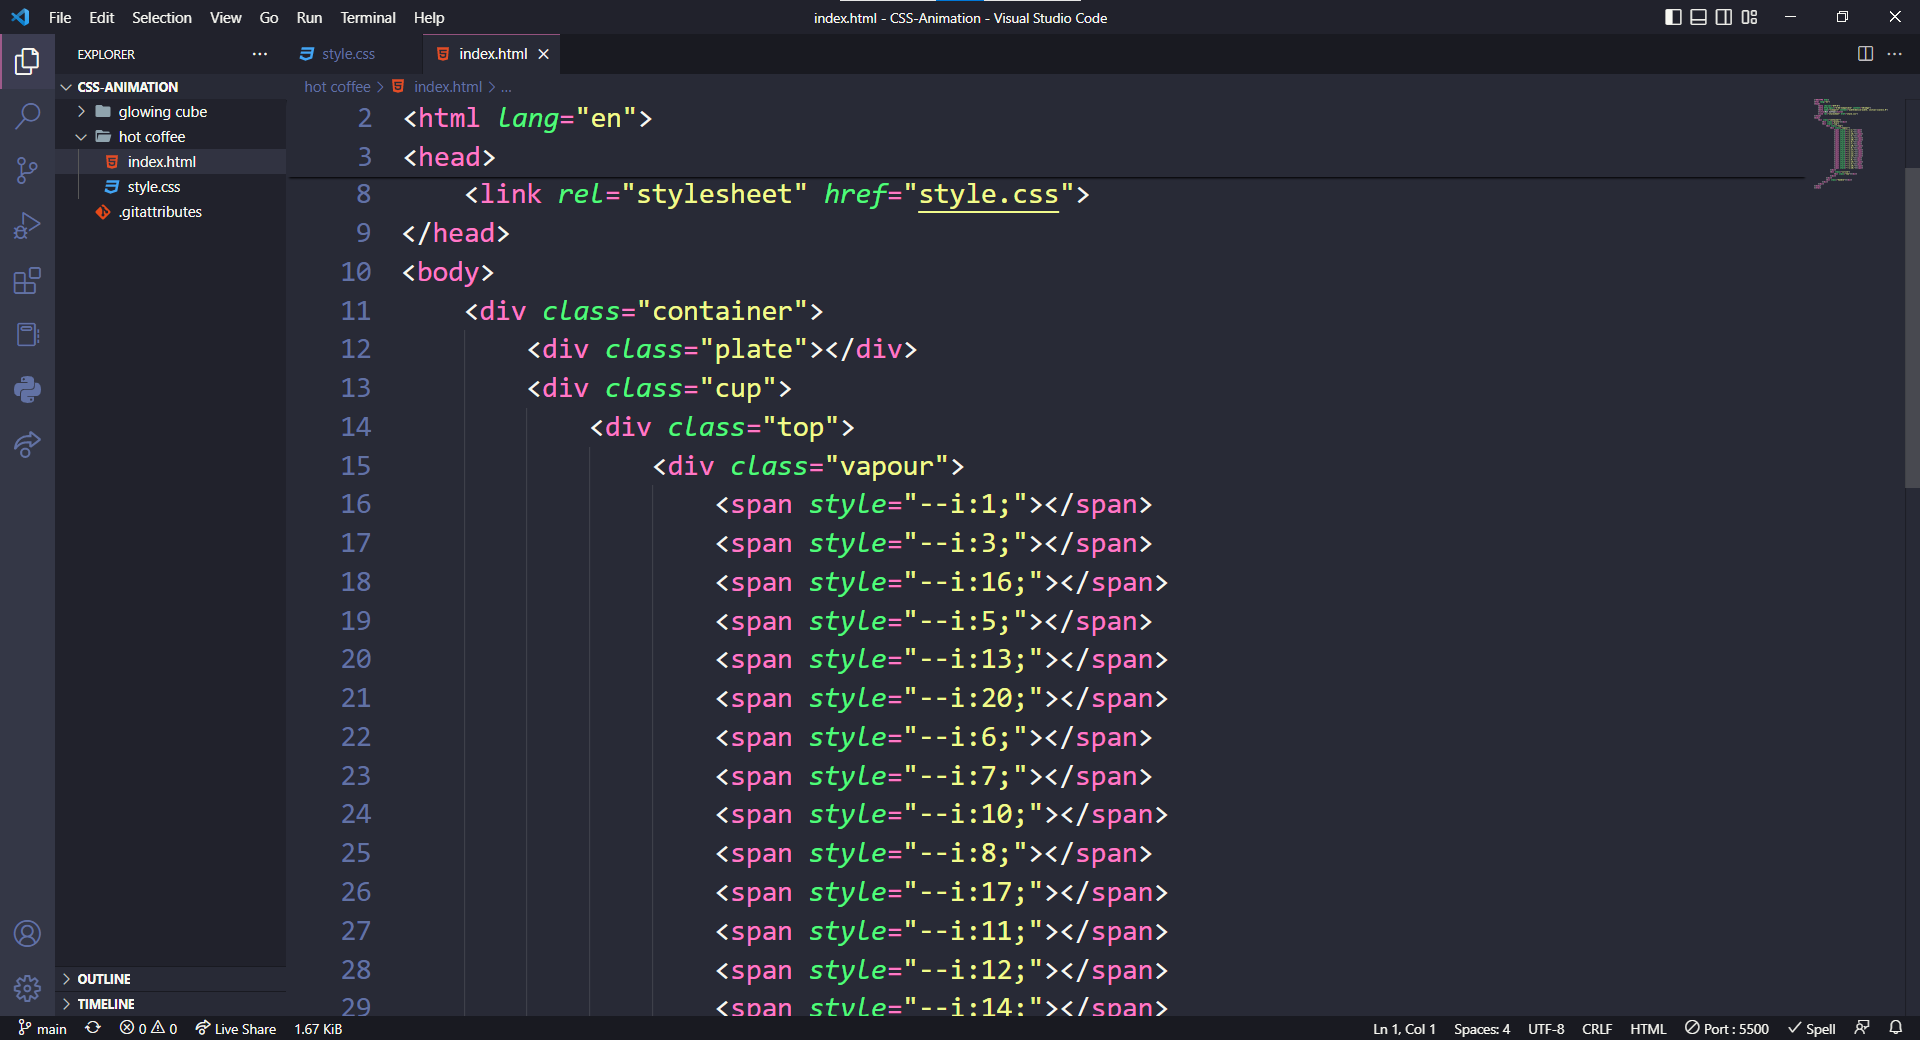 File Edit Selection View Go Run Terminal Help
index.html - CSS-Animation - Visual Studio Code
EXPLORER
style.css
index.html
CSS-ANIMATION
glowing cube
hot coffee
index.html
style.css
.gitattributes
OUTLINE
TIMELINE
hot coffee > index.html > ...
2 <html lang="en">
3 <head>
8 <link rel="stylesheet" href="style.css">
9 </head>
10 <body>
11 <div class="container">
12 <div class="plate"></div>
13 <div class="cup">
14 <div class="top">
15 <div class="vapour">
16 <span style="--i:1;"></span>
17 <span style="--i:3;"></span>
18 <span style="--i:16;"></span>
19 <span style="--i:5;"></span>
20 <span style="--i:13;"></span>
21 <span style="--i:20;"></span>
22 <span style="--i:6;"></span>
23 <span style="--i:7;"></span>
24 <span style="--i:10;"></span>
25 <span style="--i:8;"></span>
26 <span style="--i:17;"></span>
27 <span style="--i:11;"></span>
28 <span style="--i:12;"></span>
29 <span style="--i:14;"></span>
main 0 0 Live Share 1.67 KiB Ln 1, Col 1 Spaces: 4 UTF-8 CRLF HTML Port : 5500 Spell